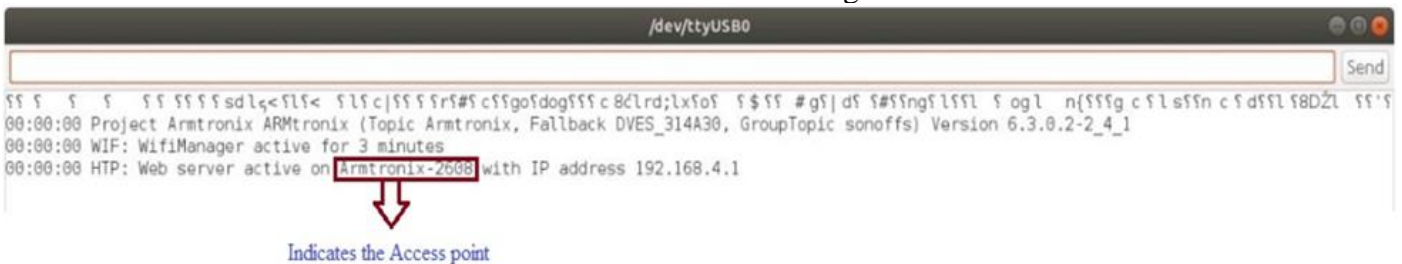 /dev/ttyUSB0
Send
00:00:00 Project Armtronix ARMtronix (Topic Armtronix, Fallback DVES_314A30, GroupTopic sonoffs) Version 6.3.0.2-2_4_1
00:00:00 WIF: WifiManager active for 3 minutes
00:00:00 HTP: Web server active on Armtronix-2608 with IP address 192.168.4.1
Indicates the Access point